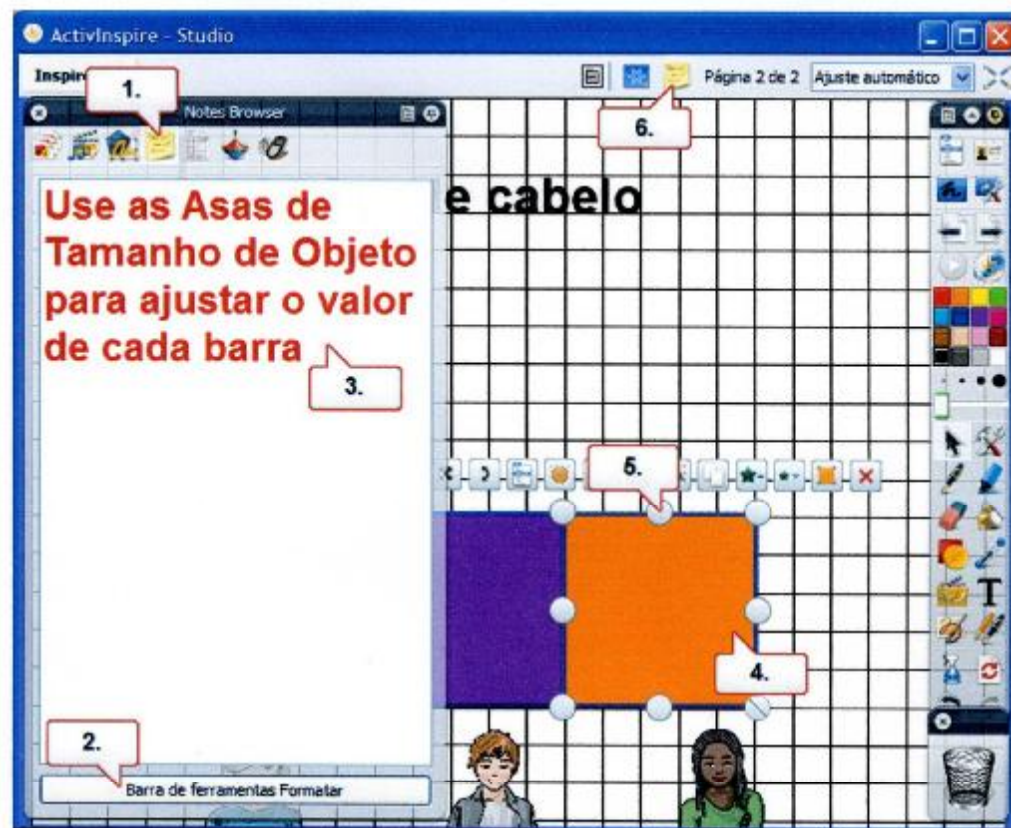 ActivInspire - Studio
Inspire
Página 2 de 2
Ajuste automático
1.
Notes Browser
6.
e cabelo
Use as Asas de
Tamanho de Objeto
para ajustar o valor
de cada barra
3.
5.
4.
2.
Barra de ferramentas Formatar